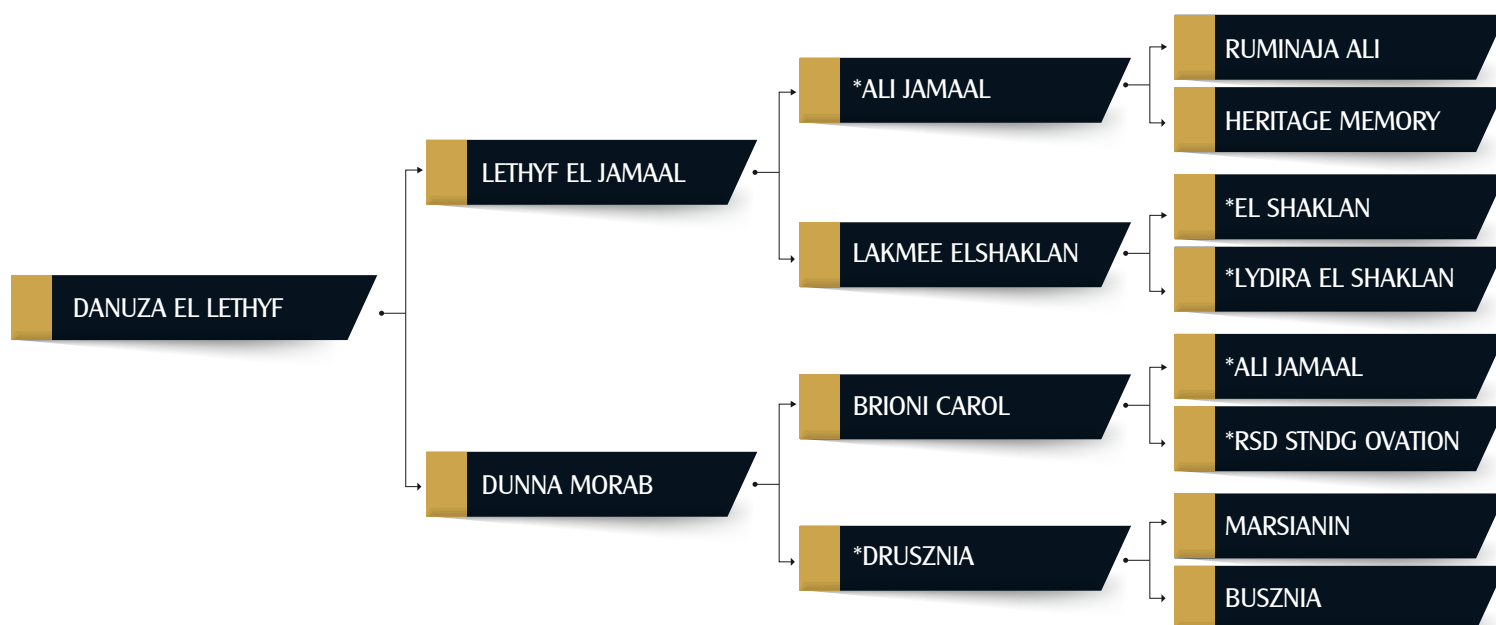 DANUZA EL LETHYF
LETHYF EL JAMAAL
DUNNA MORAB
*ALI JAMAAL
LAKMEE ELSHAKLAN
BRIONI CAROL
*DRUSZNIA
RUMINAJA ALI
HERITAGE MEMORY
*EL SHAKLAN
*LYDIRA EL SHAKLAN
*ALI JAMAAL
*RSD STNDG OVATION
MARSIANIN
BUSZNIA